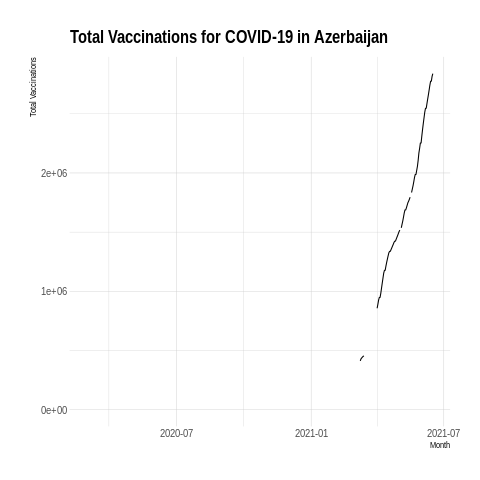 Total Vaccinations for COVID-19 in Azerbaijan
Total Vaccinations
2e+06
1e+06
0e+00
2020-07 2021-01 2021-07
Month